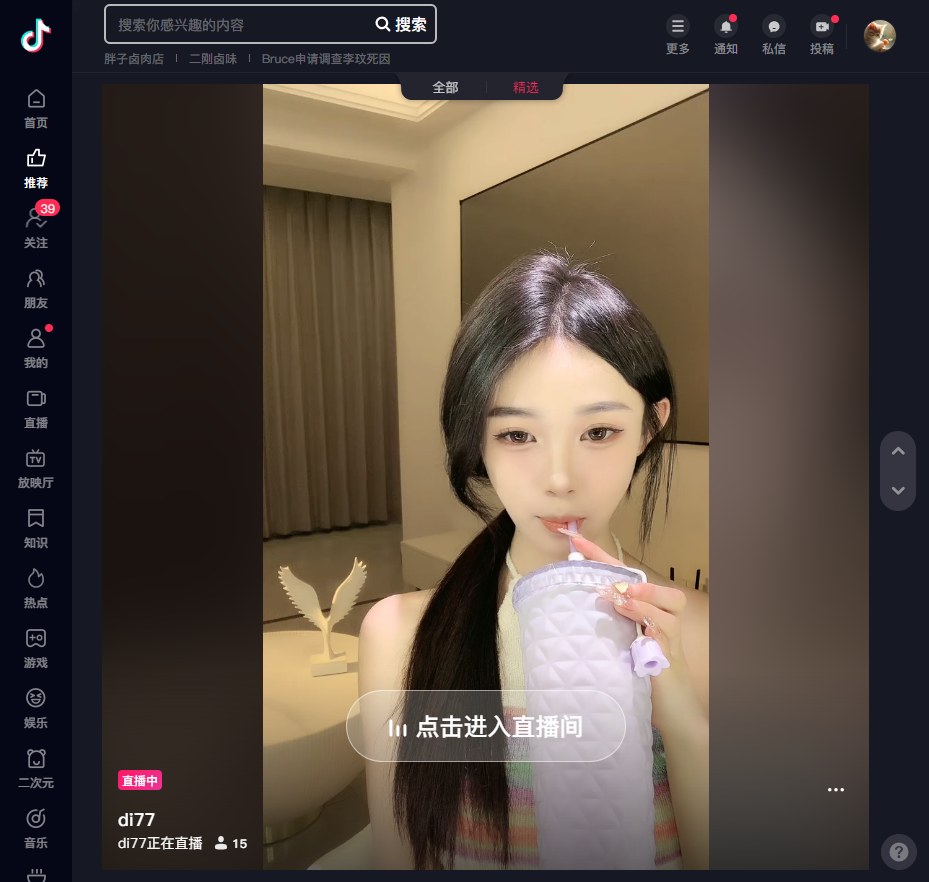 搜索你感兴趣的内容
搜索
胖子卤肉店
二刚卤味
Bruce申请调查李玟死因
更多
通知
私信
投稿
全部
精选
首页
推荐
39
关注
朋友
我的
直播
TV
放映厅
知识
热点
游戏
娱乐
二次元
音乐
点击进入直播间
直播中
di77
di77正在直播 15
?